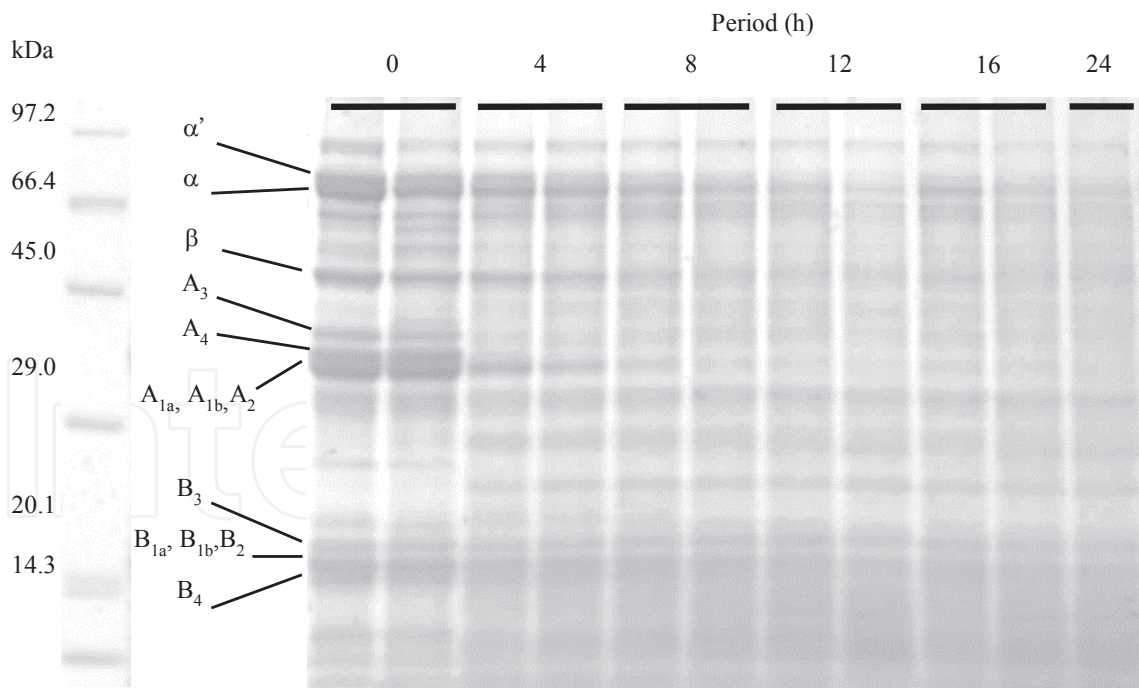 Period (h)
kDa
0 4 8 12 16 24
97.2
α’
66.4
α
β
45.0
A3
A4
29.0
A1a, A1b,A2
Inte
B3
20.1
B1a, B1b,B2
14.3
B4